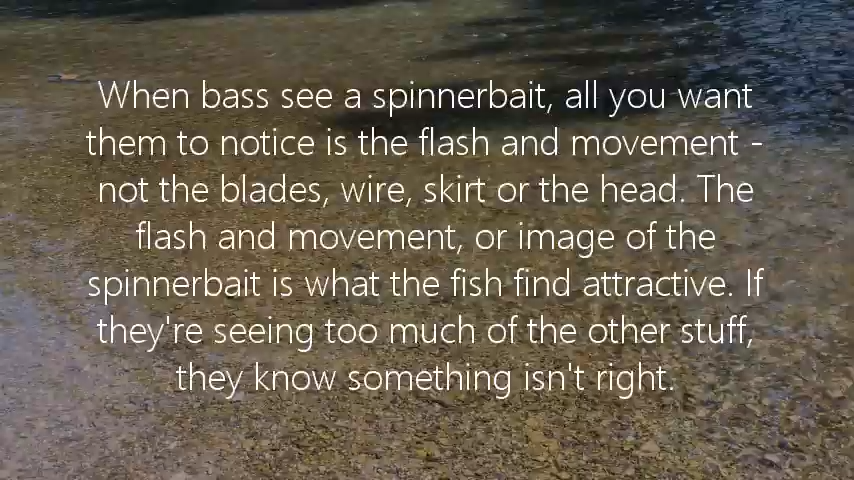 When bass see a spinnerbait, all you want
them to notice is the flash and movement -
not the blades, wire, skirt or the head. The
flash and movement, or image of the
spinnerbait is what the fish find attractive. If
they're seeing too much of the other stuff,
they know something isn't right.